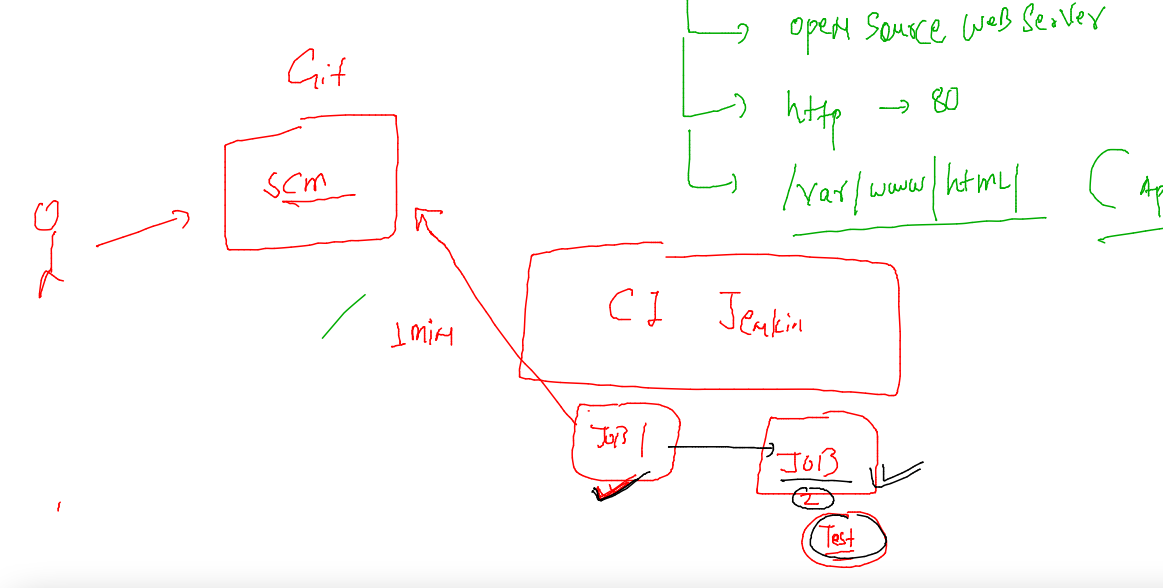 open source web server
http → 80
/var/www/html/ ( Ap
Git
SCM
1 min
CI Jenkin
JOB 1
JOB
2
Test